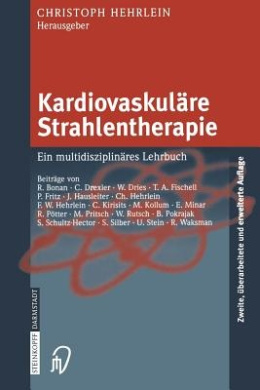 CHRISTOPH HEHRLEIN
Herausgeber
Kardiovaskuläre
Strahlentherapie
Ein multidisziplinäres Lehrbuch
Beiträge von
R. Bonan · C. Drexler · W. Dries · T. A. Fischell
P. Fritz · J. Hausleiter · Ch. Hehrlein
F. W. Hehrlein · C. Kirisits · M. Kollum · E. Minar
R. Pötter · M. Pritsch · W. Rutsch · B. Pokrajak
S. Schultz-Hector · S. Silber · U. Stein · R. Waksman
Zweite, überarbeitete und erweiterte Auflage
STEINKOPFF
DARMSTADT